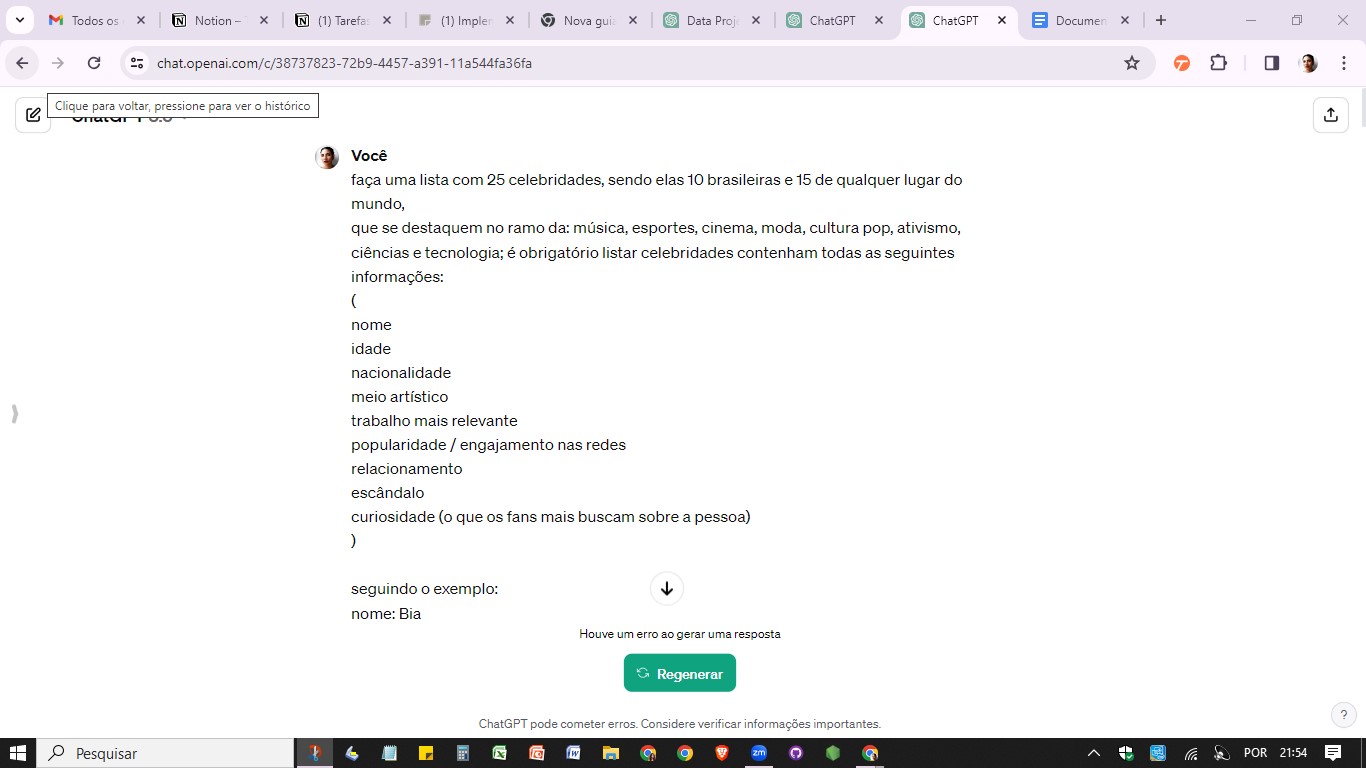 Todos os
Notion –
(1) Tarefas
(1) Implen
Nova guia
Data Proj
ChatGPT
ChatGPT
Documen
chat.openai.com/c/38737823-72b9-4457-a391-11a544fa36fa
Clique para voltar, pressione para ver o histórico
Você
faça uma lista com 25 celebridades, sendo elas 10 brasileiras e 15 de qualquer lugar do
mundo,
que se destaquem no ramo da: música, esportes, cinema, moda, cultura pop, ativismo,
ciências e tecnologia; é obrigatório listar celebridades contenham todas as seguintes
informações:
(
nome
idade
nacionalidade
meio artístico
trabalho mais relevante
popularidade / engajamento nas redes
relacionamento
escândalo
curiosidade (o que os fans mais buscam sobre a pessoa)
)
seguindo o exemplo:
nome: Bia
Houve um erro ao gerar uma resposta
Regenerar
ChatGPT pode cometer erros. Considere verificar informações importantes.
?
Pesquisar
zm
POR
21:54